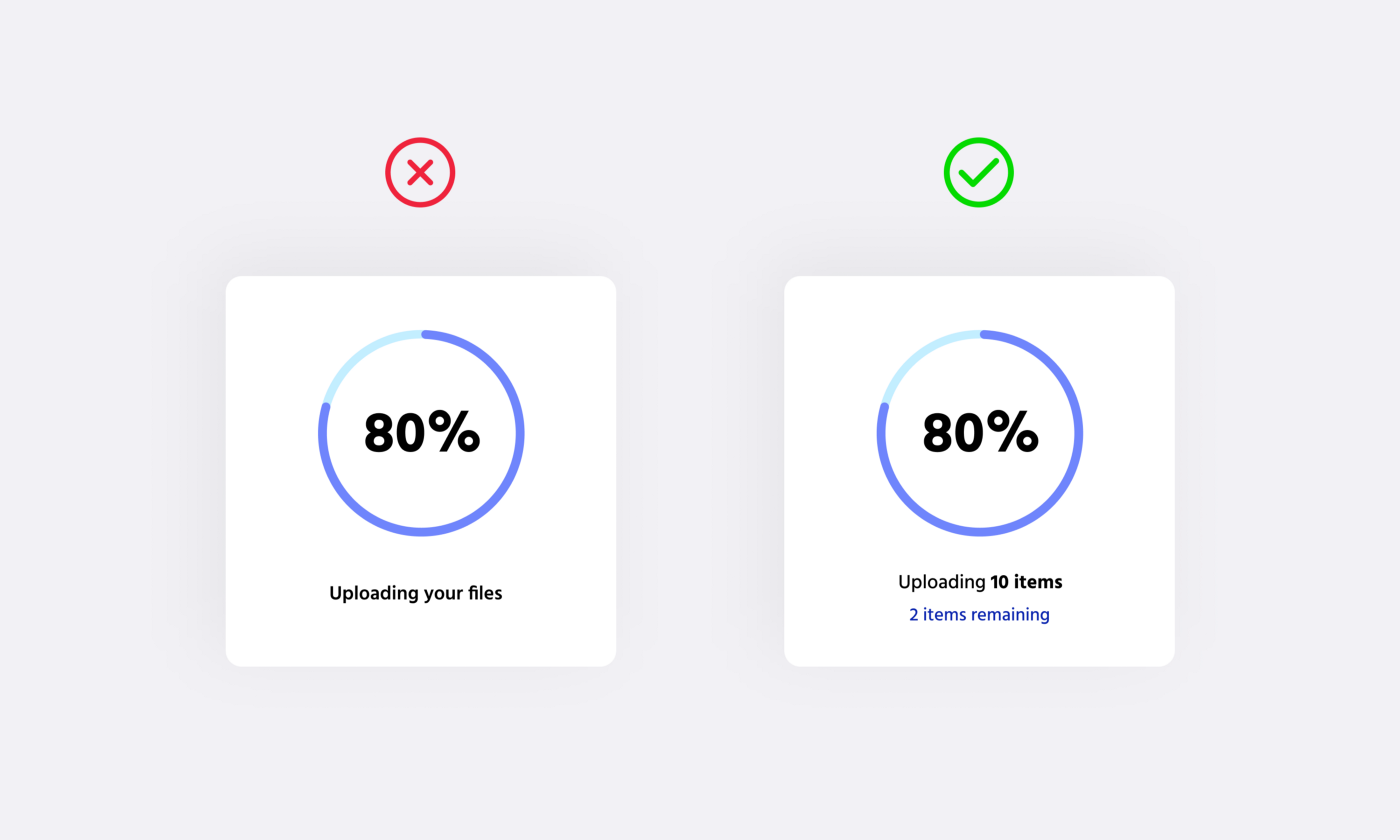 80%
Uploading your files
80%
Uploading 10 items
2 items remaining